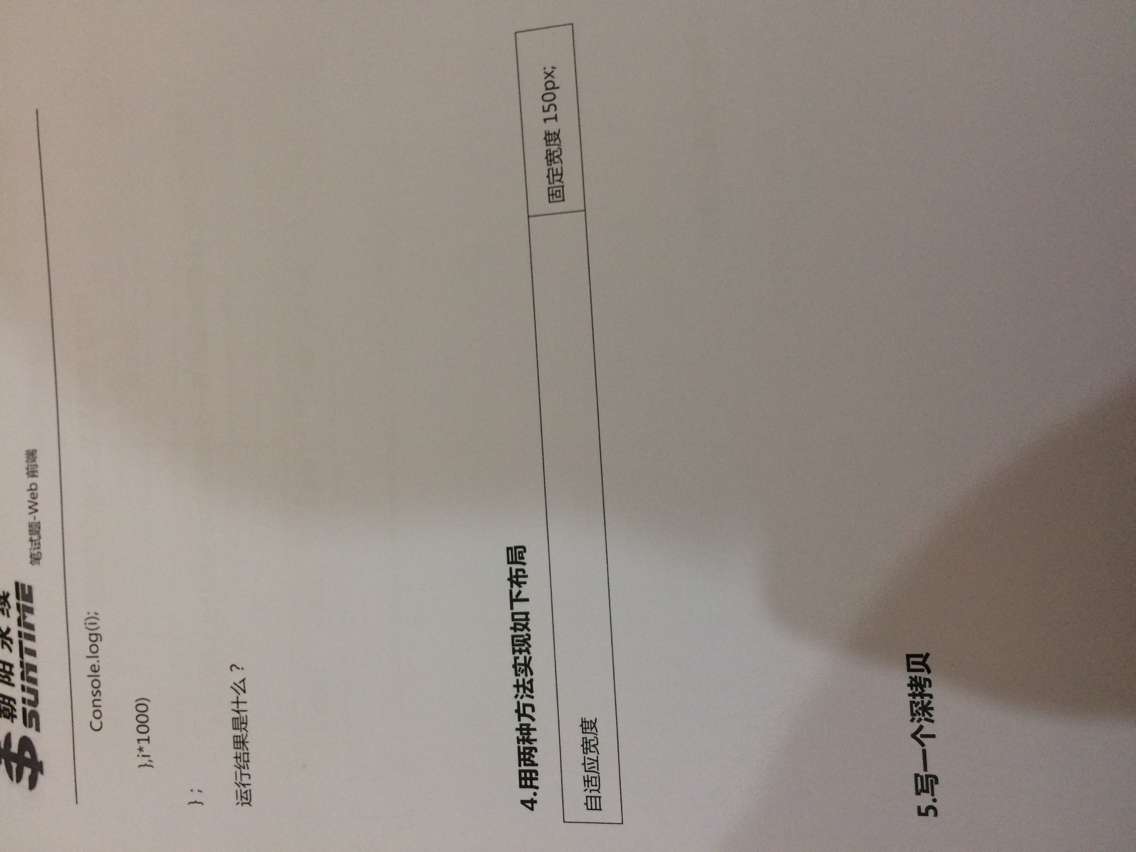 朝阳永续
SUNTIME 笔试题-Web 前端
Console.log(i);
},i*1000)
} ;
运行结果是什么？
4.用两种方法实现如下布局
自适应宽度 固定宽度 150px;
5.写一个深拷贝